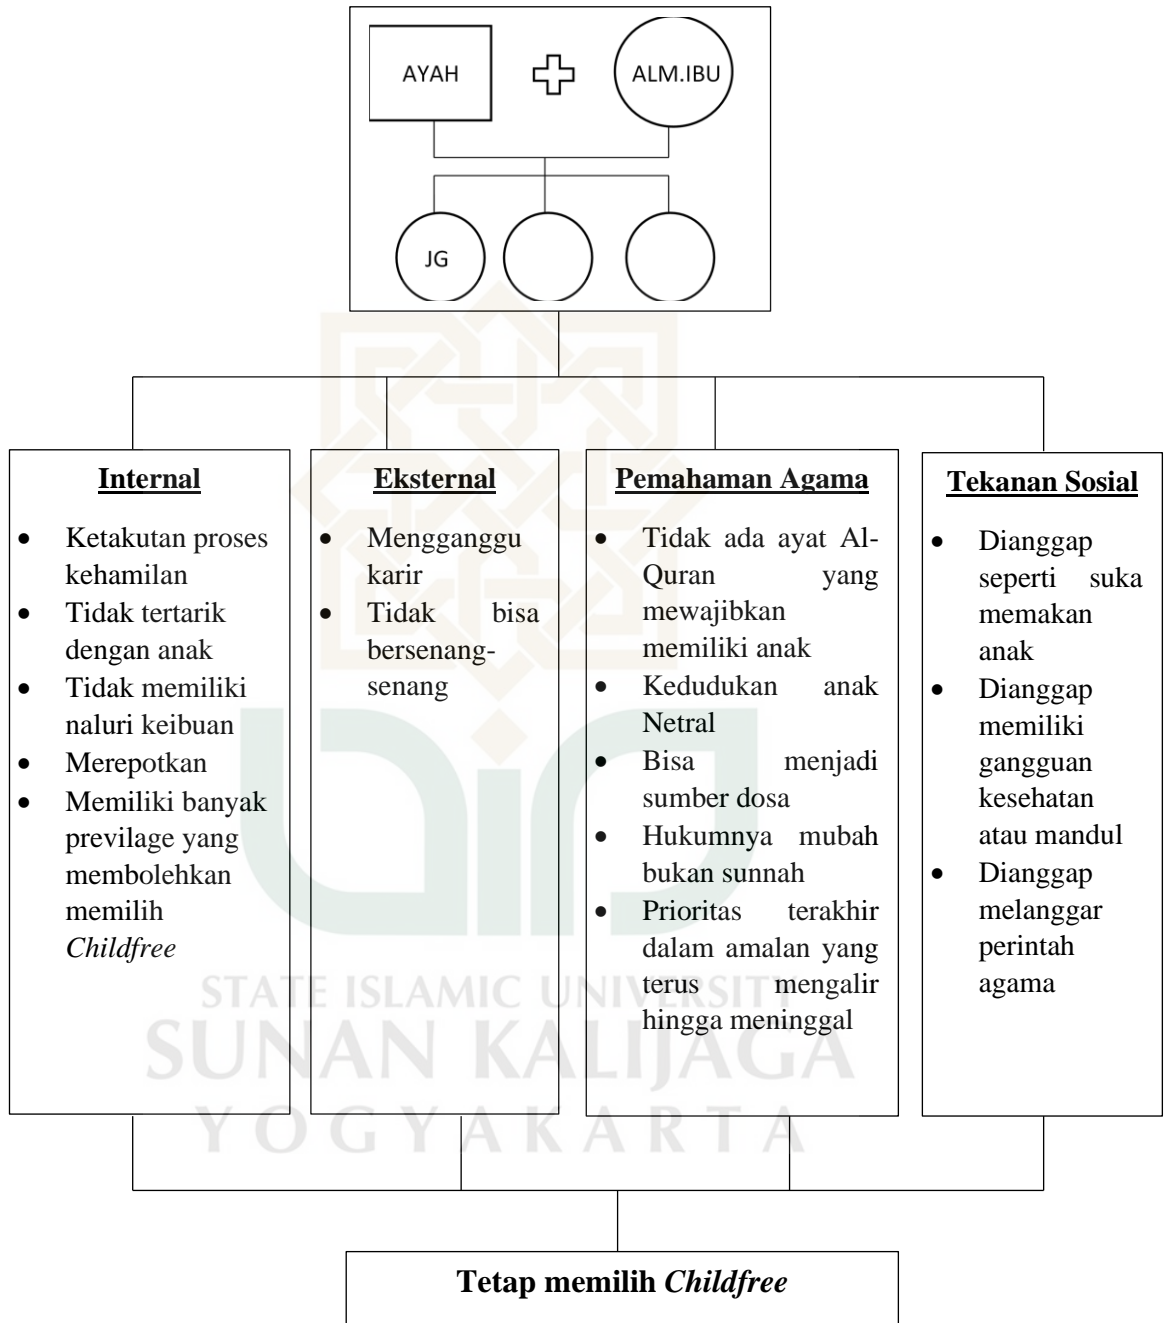 AYAH
ALM.IBU
JG
Internal
• Ketakutan proses
kehamilan
• Tidak tertarik
dengan anak
• Tidak memiliki
naluri keibuan
• Merepotkan
• Memiliki banyak
previlage yang
membolehkan
memilih
Childfree
Eksternal
• Mengganggu
karir
• Tidak bisa
bersenang-
senang
Pemahaman Agama
• Tidak ada ayat Al-
Quran yang
mewajibkan
memiliki anak
• Kedudukan anak
Netral
• Bisa menjadi
sumber dosa
• Hukumnya mubah
bukan sunnah
• Prioritas terakhir
dalam amalan yang
terus mengalir
hingga meninggal
Tekanan Sosial
• Dianggap
seperti suka
memakan
anak
• Dianggap
memiliki
gangguan
kesehatan
atau mandul
• Dianggap
melanggar
perintah
agama
STATE ISLAMIC UNIVERSITY
SUNAN KALIJAGA
YOGYAKARTA
Tetap memilih Childfree